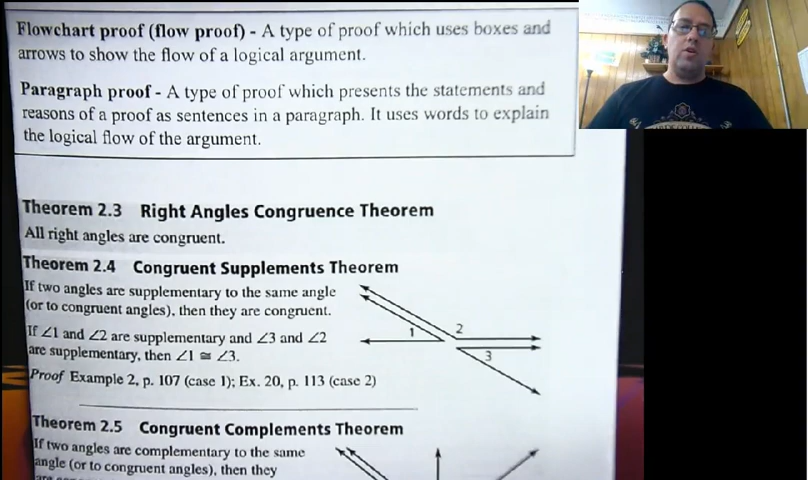 Flowchart proof (flow proof) - A type of proof which uses boxes and
arrows to show the flow of a logical argument.
Paragraph proof - A type of proof which presents the statements and
reasons of a proof as sentences in a paragraph. It uses words to explain
the logical flow of the argument.
Theorem 2.3 Right Angles Congruence Theorem
All right angles are congruent.
Theorem 2.4 Congruent Supplements Theorem
If two angles are supplementary to the same angle
(or to congruent angles), then they are congruent.
If ∠1 and ∠2 are supplementary and ∠3 and ∠2
are supplementary, then ∠1 ≅ ∠3.
1
2
3
Proof Example 2, p. 107 (case 1); Ex. 20, p. 113 (case 2)
Theorem 2.5 Congruent Complements Theorem
If two angles are complementary to the same
angle (or to congruent angles), then they